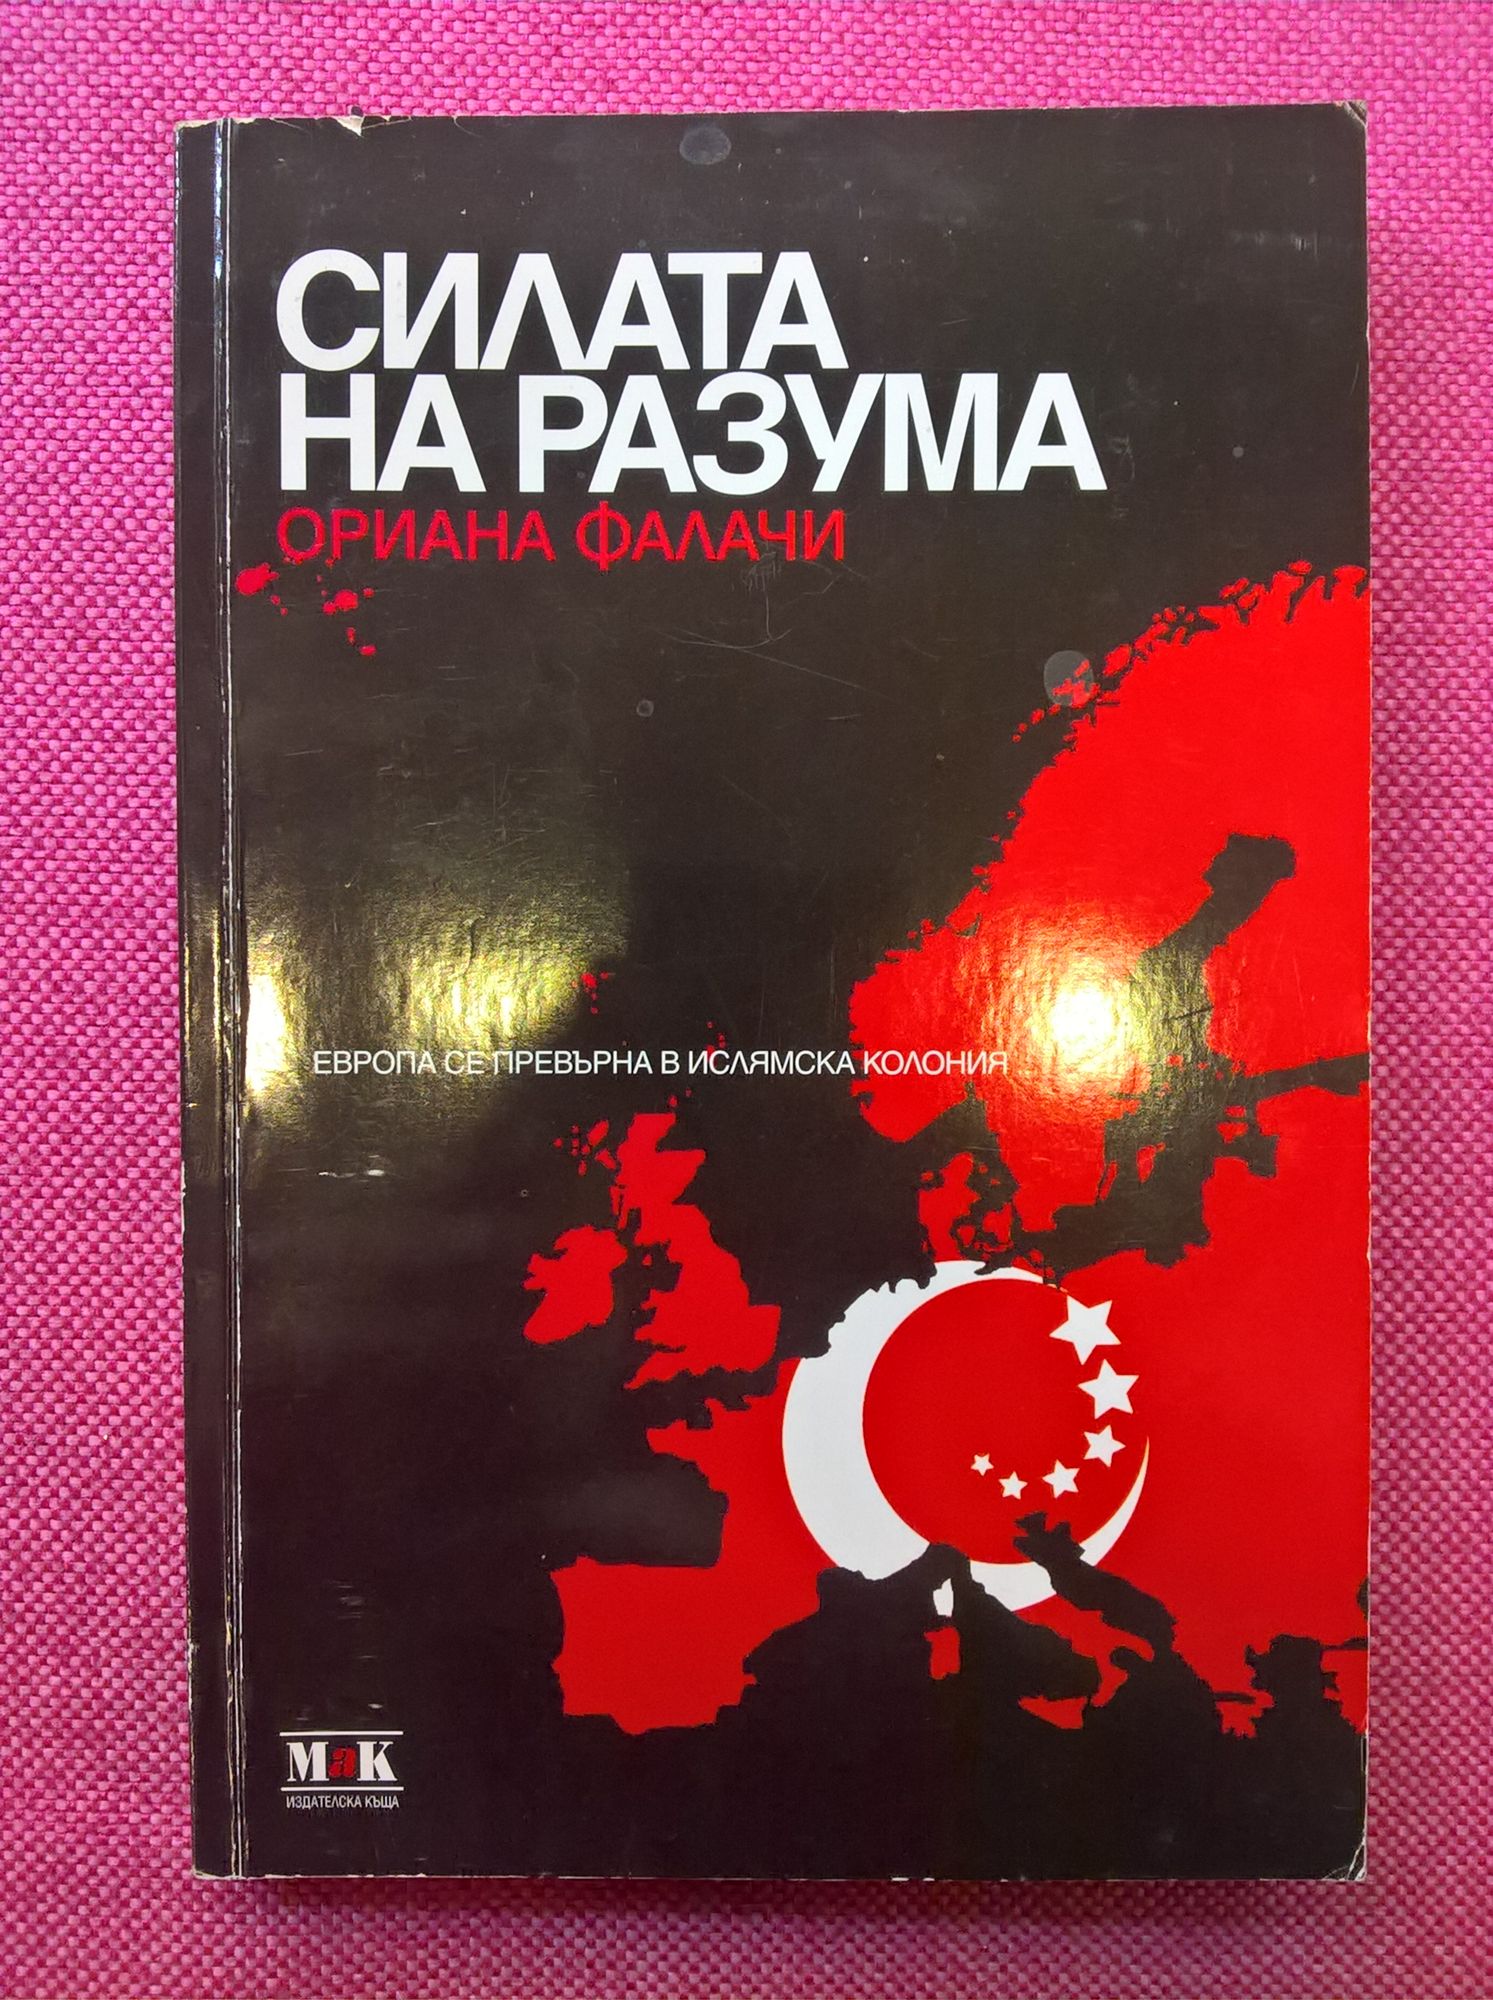 СИЛАТА
НА РАЗУМА
ОРИАНА ФАЛАЧИ
ЕВРОПА СЕ ПРЕВЪРНА В ИСЛЯМСКА КОЛОНИЯ
МаК
ИЗДАТЕЛСКА КЪЩА